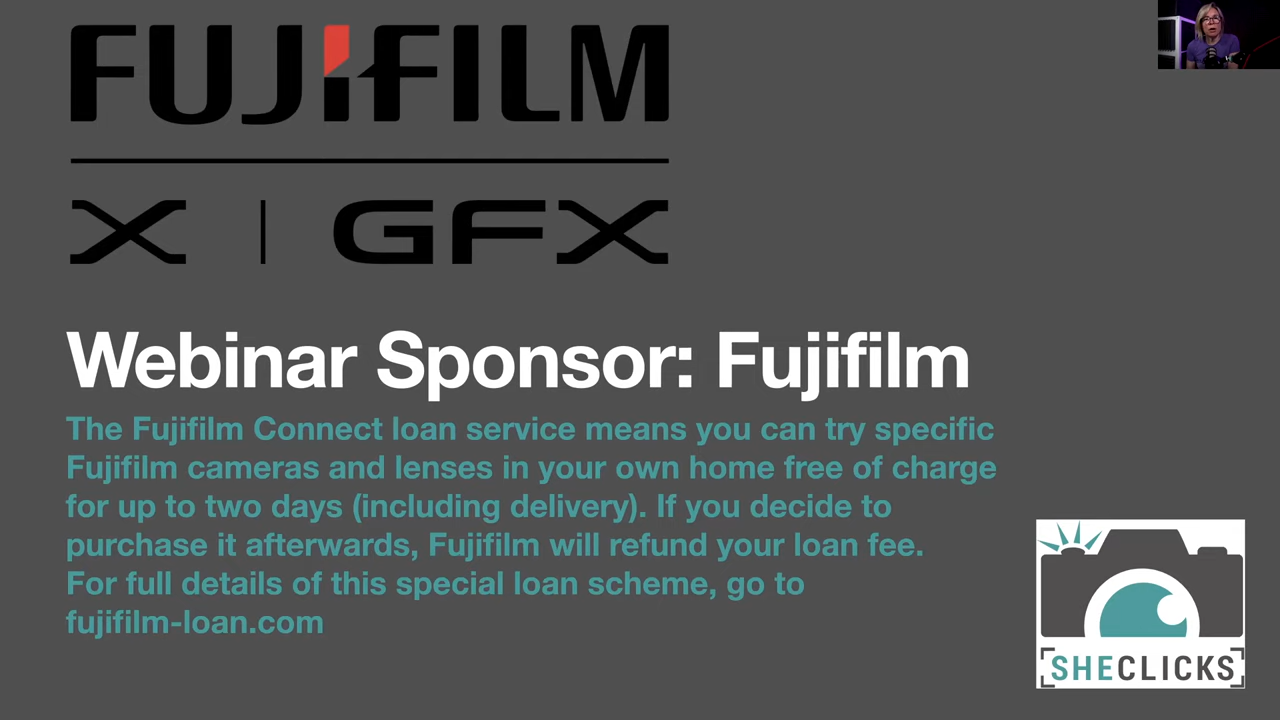 FUJIFILM
X | GFX
Webinar Sponsor: Fujifilm
The Fujifilm Connect loan service means you can try specific
Fujifilm cameras and lenses in your own home free of charge
for up to two days (including delivery). If you decide to
purchase it afterwards, Fujifilm will refund your loan fee.
For full details of this special loan scheme, go to
fujifilm-loan.com
SHECLICKS